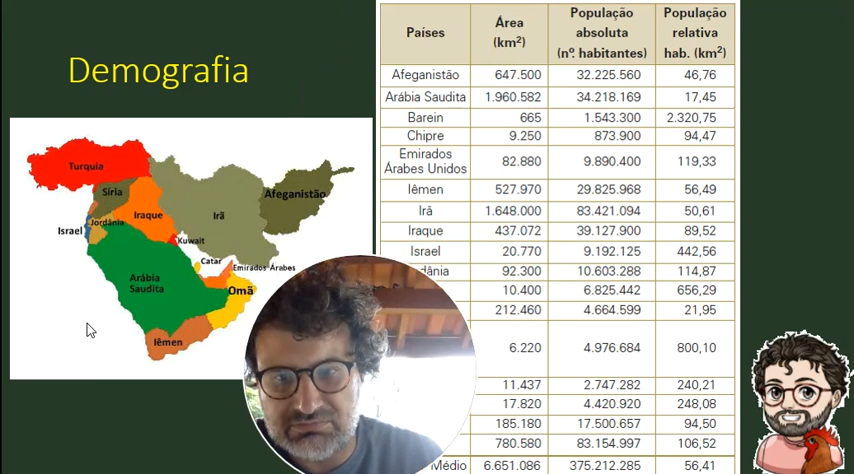 Demografia
Turquia
Síria
Iraque
Irã
Afeganistão
Israel
Jordânia
Kuwait
Catar
Emirados Árabes
Arábia
Saudita
Omã
Iêmen
Países Área (km²) População absoluta (nº. habitantes) População relativa hab. (km²)
Afeganistão 647.500 32.225.560 46,76
Arábia Saudita 1.960.582 34.218.169 17,45
Barein 665 1.543.300 2.320,75
Chipre 9.250 873.900 94,47
Emirados Árabes Unidos 82.880 9.890.400 119,33
Iêmen 527.970 29.825.968 56,49
Irã 1.648.000 83.421.094 50,61
Iraque 437.072 39.127.900 89,52
Israel 20.770 9.192.125 442,56
dânia 92.300 10.603.288 114,87
10.400 6.825.442 656,29
212.460 4.664.599 21,95
6.220 4.976.684 800,10
11.437 2.747.282 240,21
17.820 4.420.920 248,08
185.180 17.500.657 94,50
780.580 83.154.997 106,52
Médio 6.651.086 375.212.285 56,41